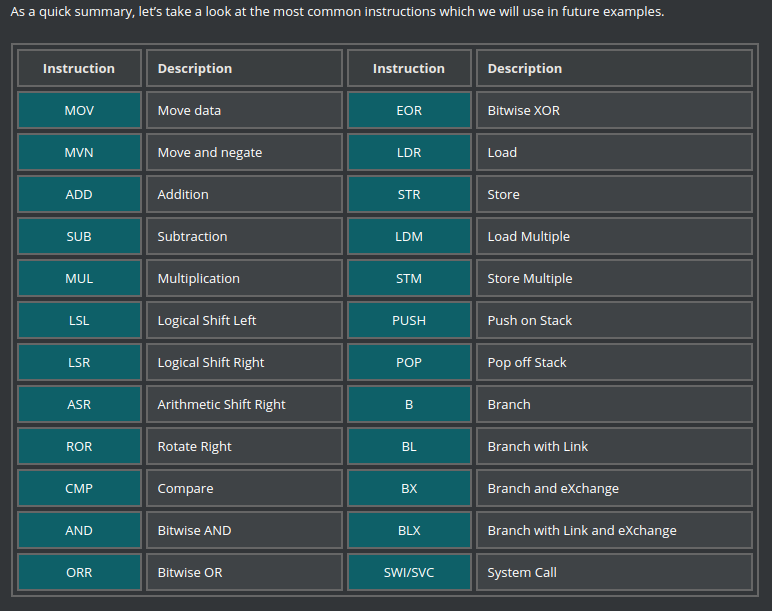 As a quick summary, let's take a look at the most common instructions which we will use in future examples.
Instruction Description Instruction Description
MOV Move data EOR Bitwise XOR
MVN Move and negate LDR Load
ADD Addition STR Store
SUB Subtraction LDM Load Multiple
MUL Multiplication STM Store Multiple
LSL Logical Shift Left PUSH Push on Stack
LSR Logical Shift Right POP Pop off Stack
ASR Arithmetic Shift Right B Branch
ROR Rotate Right BL Branch with Link
CMP Compare BX Branch and eXchange
AND Bitwise AND BLX Branch with Link and eXchange
ORR Bitwise OR SWI/SVC System Call